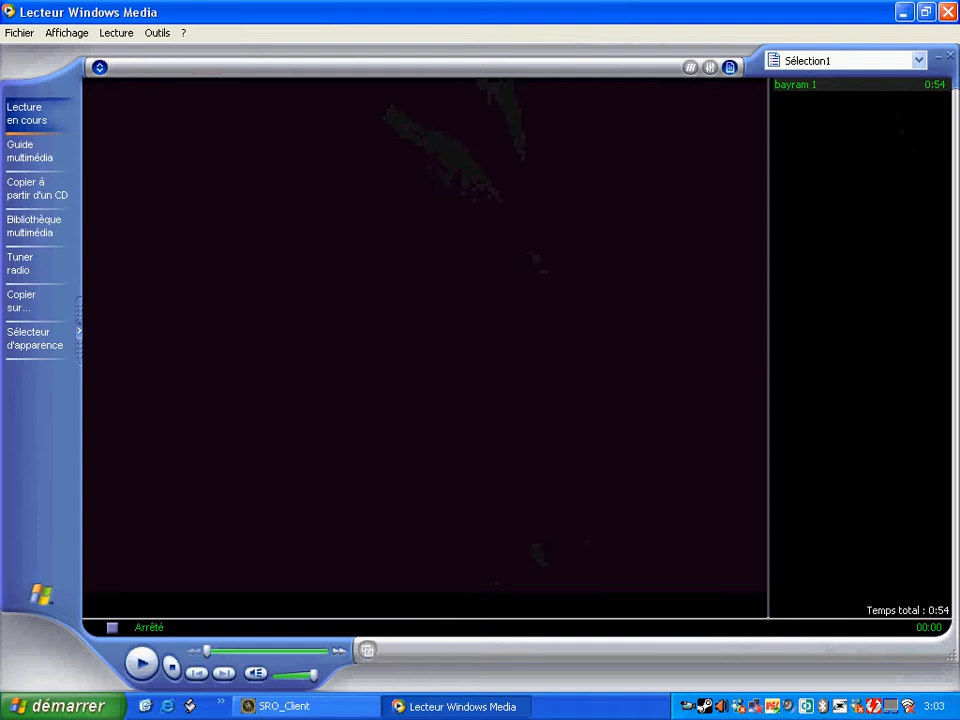 Lecteur Windows Media
Fichier Affichage Lecture Outils ?
Sélection1
bayram 1 0:54
Lecture
en cours
Guide
multimédia
Copier à
partir d'un CD
Bibliothèque
multimédia
Tuner
radio
Copier
sur...
Sélecteur
d'apparence
Temps total : 0:54
Arrêté 00:00
démarrer SRO_Client Lecteur Windows Media 3:03